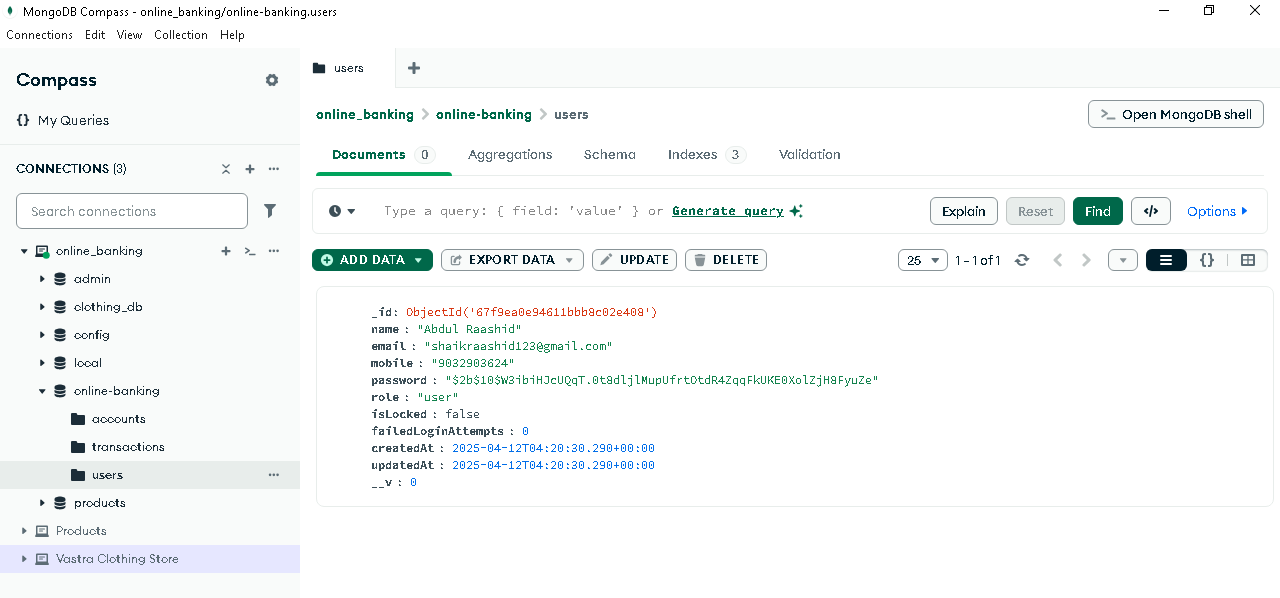 MongoDB Compass - online_banking/online-banking.users
Connections Edit View Collection Help
Compass
My Queries
CONNECTIONS (3)
Search connections
online_banking
admin
clothing_db
config
local
online-banking
accounts
transactions
users
products
Products
Vastra Clothing Store
users
online_banking > online-banking > users
>_ Open MongoDB shell
Documents 0 Aggregations Schema Indexes 3 Validation
Type a query: { field: 'value' } or Generate query
Explain Reset Find </> Options
ADD DATA EXPORT DATA UPDATE DELETE
25 1 - 1 of 1 {}
_id: ObjectId('67f9ea0e94611bbb8c02e408')
name : "Abdul Raashid"
email : "shaikraashid123@gmail.com"
mobile : "9032903624"
password : "$2b$10$W3ibiHJcUQqT.0t8dljlMupUfrtOtdR4ZqqFkUKE0XolZjH8FyuZe"
role : "user"
isLocked : false
failedLoginAttempts : 0
createdAt : 2025-04-12T04:20:30.290+00:00
updatedAt : 2025-04-12T04:20:30.290+00:00
__v : 0